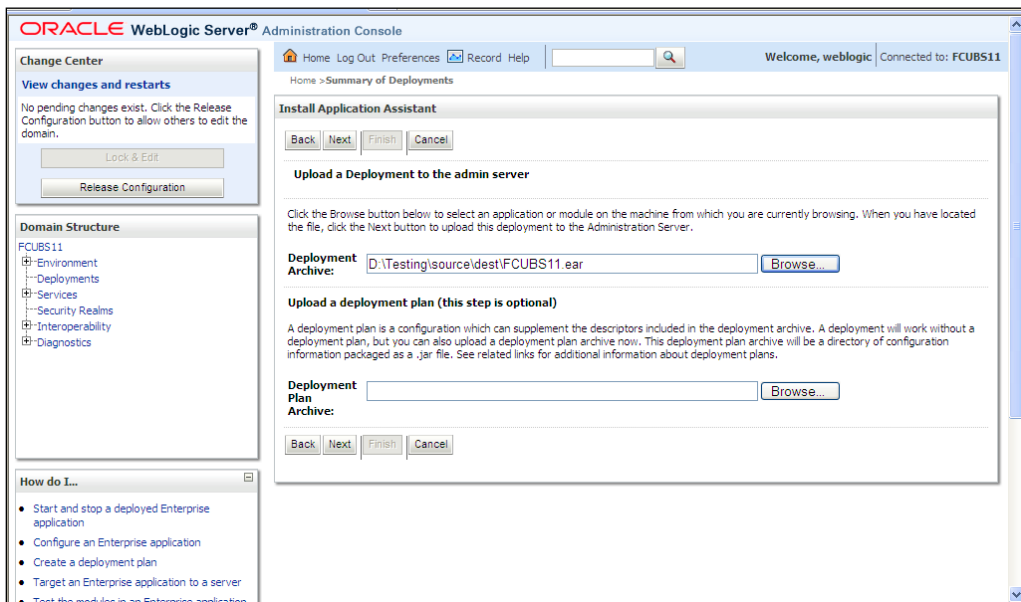 ORACLE WebLogic Server® Administration Console
Change Center
View changes and restarts
No pending changes exist. Click the Release
Configuration button to allow others to edit the
domain.
Lock & Edit
Release Configuration
Domain Structure
FCUBS11
Environment
Deployments
Services
Security Realms
Interoperability
Diagnostics
How do I...
Start and stop a deployed Enterprise
application
Configure an Enterprise application
Create a deployment plan
Target an Enterprise application to a server
Test the modules in an Enterprise application
Home Log Out Preferences Record Help
Welcome, weblogic Connected to: FCUBS11
Home >Summary of Deployments
Install Application Assistant
Back Next Finish Cancel
Upload a Deployment to the admin server
Click the Browse button below to select an application or module on the machine from which you are currently browsing. When you have located
the file, click the Next button to upload this deployment to the Administration Server.
Deployment
Archive:
D:\Testing\source\dest\FCUBS11.ear
Browse...
Upload a deployment plan (this step is optional)
A deployment plan is a configuration which can supplement the descriptors included in the deployment archive. A deployment will work without a
deployment plan, but you can also upload a deployment plan archive now. This deployment plan archive will be a directory of configuration
information packaged as a .jar file. See related links for additional information about deployment plans.
Deployment
Plan
Archive:
Browse...
Back Next Finish Cancel